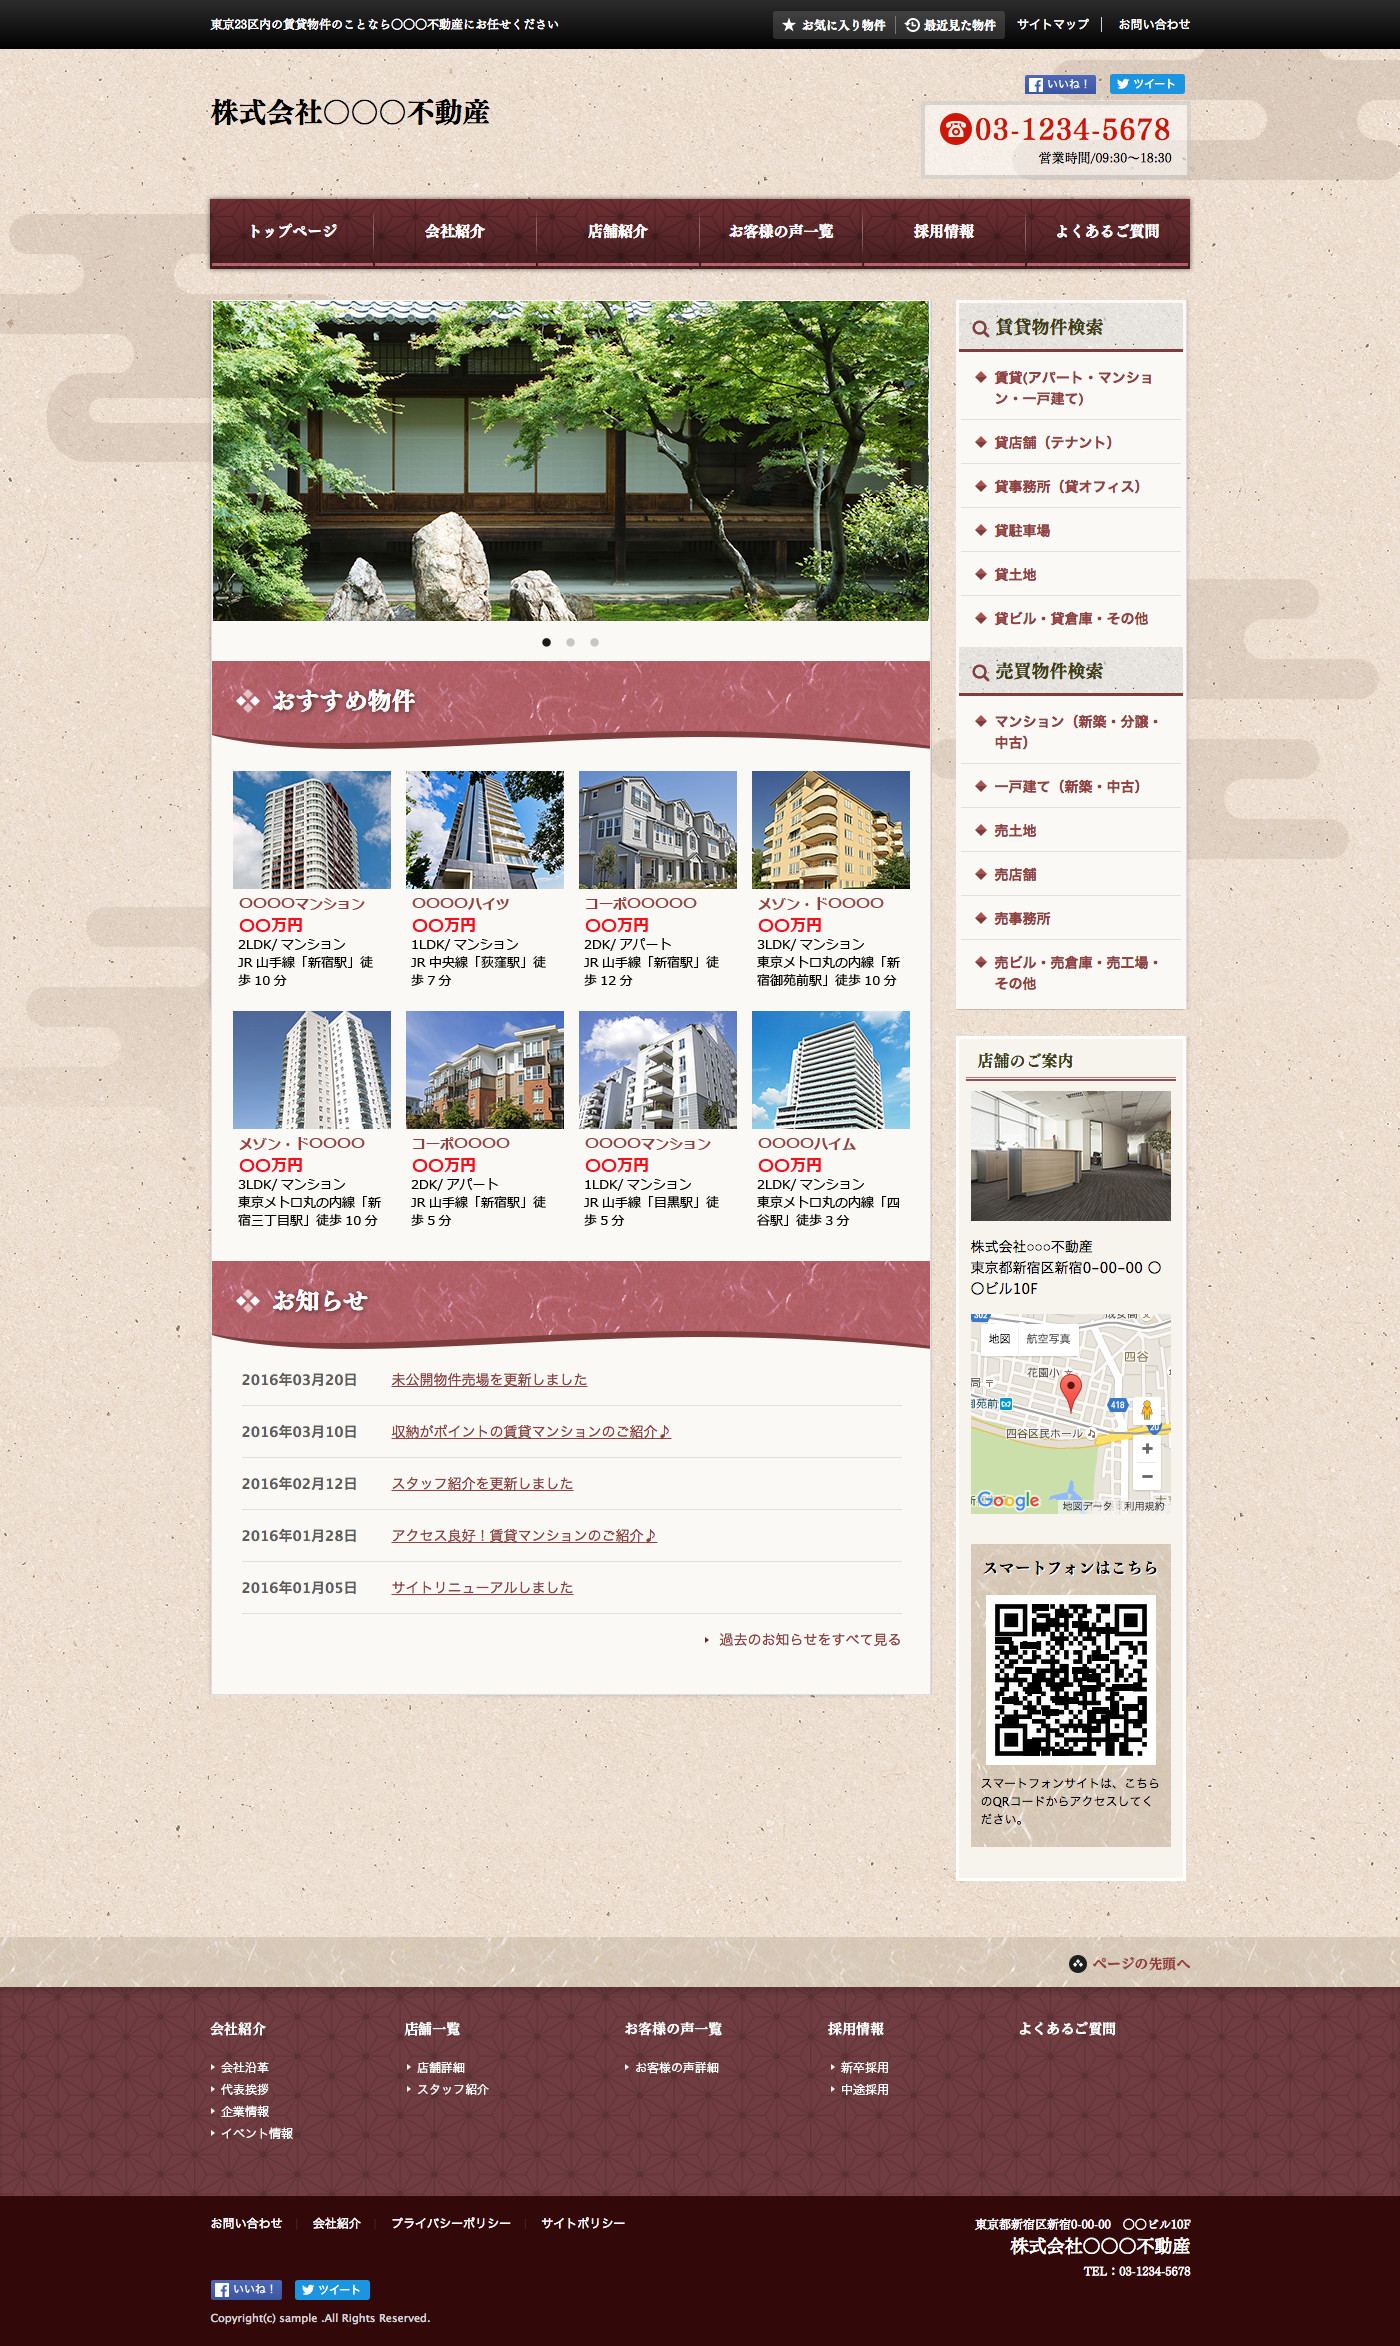 東京23区内の賃貸物件のことなら〇〇〇不動産にお任せください
お気に入り物件
最近見た物件
サイトマップ
お問い合わせ
いいね！
ツイート
株式会社〇〇〇不動産
03-1234-5678
営業時間/09:30～18:30
トップページ
会社紹介
店舗紹介
お客様の声一覧
採用情報
よくあるご質問
おすすめ物件
〇〇〇〇マンション
〇〇万円
2LDK/ マンション
JR 山手線「新宿駅」徒
歩 10 分
〇〇〇〇ハイツ
〇〇万円
1LDK/ マンション
JR 中央線「荻窪駅」徒
歩 7 分
コーポ〇〇〇〇〇
〇〇万円
2DK/ アパート
JR 山手線「新宿駅」徒
歩 12 分
メゾン・ド〇〇〇〇
〇〇万円
3LDK/ マンション
東京メトロ丸の内線「新
宿御苑前駅」徒歩 10 分
メゾン・ド〇〇〇〇
〇〇万円
3LDK/ マンション
東京メトロ丸の内線「新
宿三丁目駅」徒歩 10 分
コーポ〇〇〇〇
〇〇万円
2DK/ アパート
JR 山手線「新宿駅」徒
歩 5 分
〇〇〇〇マンション
〇〇万円
1LDK/ マンション
JR 山手線「目黒駅」徒
歩 5 分
〇〇〇〇ハイム
〇〇万円
2LDK/ マンション
東京メトロ丸の内線「四
谷駅」徒歩 3 分
お知らせ
2016年03月20日 未公開物件売場を更新しました
2016年03月10日 収納がポイントの賃貸マンションのご紹介♪
2016年02月12日 スタッフ紹介を更新しました
2016年01月28日 アクセス良好！賃貸マンションのご紹介♪
2016年01月05日 サイトリニューアルしました
過去のお知らせをすべて見る
賃貸物件検索
賃貸(アパート・マンショ
ン・一戸建て)
貸店舗（テナント）
貸事務所（貸オフィス）
貸駐車場
貸土地
貸ビル・貸倉庫・その他
売買物件検索
マンション（新築・分譲・
中古）
一戸建て（新築・中古）
売土地
売店舗
売事務所
売ビル・売倉庫・売工場・
その他
店舗のご案内
株式会社○○○不動産
東京都新宿区新宿0-00-00 〇
〇ビル10F
地図
航空写真
四谷
花園小
御苑前
418
四谷区民ホール
20
Google
地図データ
利用規約
スマートフォンはこちら
スマートフォンサイトは、こちら
のQRコードからアクセスしてく
ださい。
ページの先頭へ
会社紹介
会社沿革
代表挨拶
企業情報
イベント情報
店舗一覧
店舗詳細
スタッフ紹介
お客様の声一覧
お客様の声詳細
採用情報
新卒採用
中途採用
よくあるご質問
お問い合わせ
会社紹介
プライバシーポリシー
サイトポリシー
東京都新宿区新宿0-00-00　〇〇ビル10F
株式会社〇〇〇不動産
TEL：03-1234-5678
いいね！
ツイート
Copyright(c) sample .All Rights Reserved.